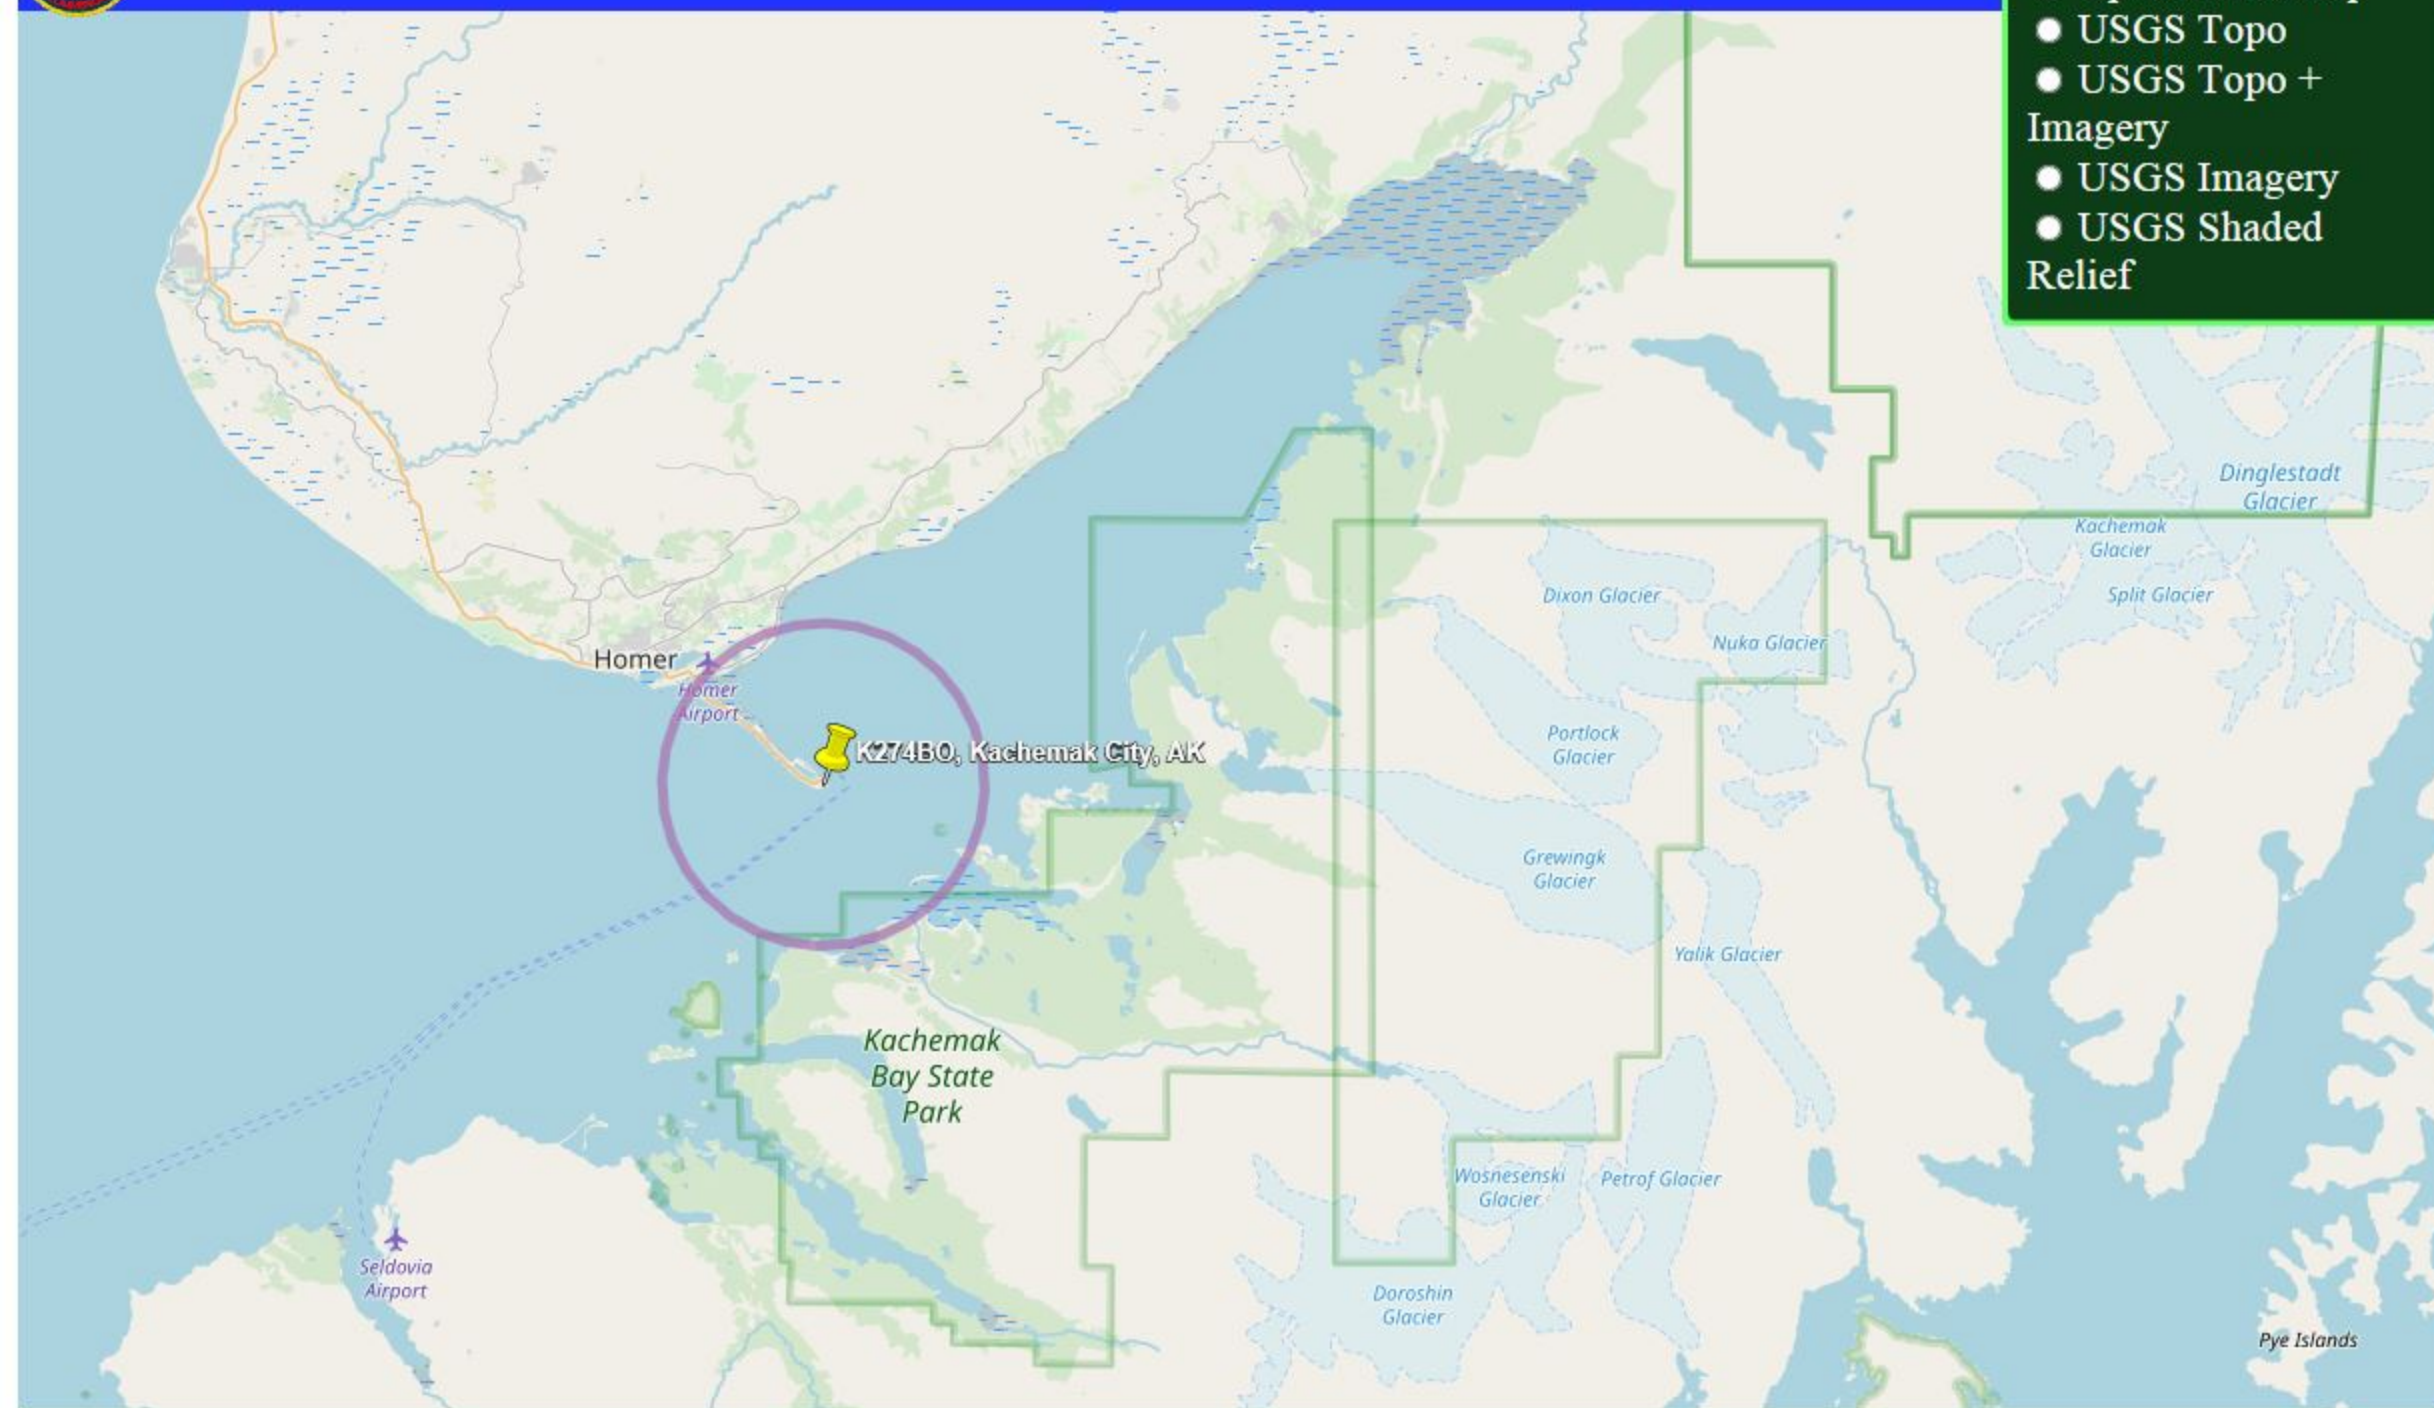 USGS Topo
USGS Topo +
Imagery
USGS Imagery
USGS Shaded
Relief
Dinglestadt
Glacier
Kachemak
Glacier
Split Glacier
Dixon Glacier
Nuka Glacier
Homer
Homer
Airport
Portlock
Glacier
K274BO, Kachemak City, AK
Grewingk
Glacier
Yalik Glacier
Kachemak
Bay State
Park
Wosnesenski
Glacier
Petrof Glacier
Seldovia
Airport
Doroshin
Glacier
Pye Islands